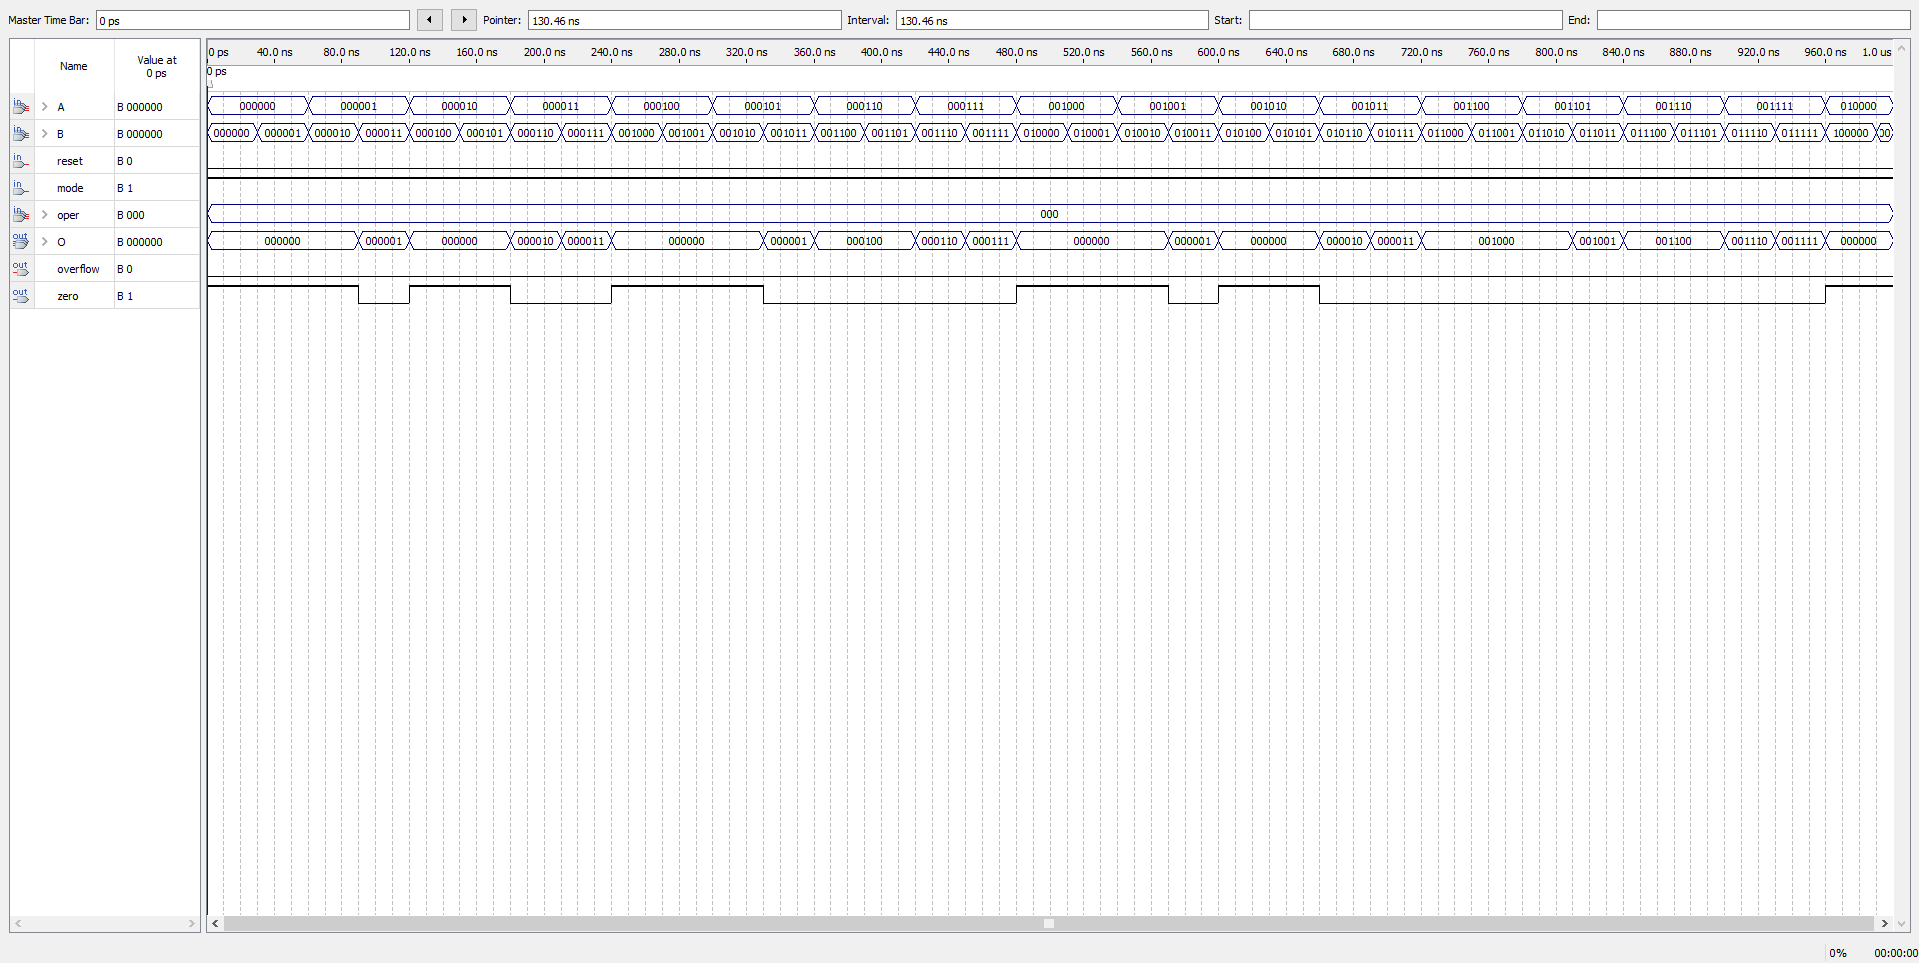 Master Time Bar: 0 ps Pointer: 130.46 ns Interval: 130.46 ns Start: End:
Name Value at 0 ps
0 ps 40.0 ns 80.0 ns 120.0 ns 160.0 ns 200.0 ns 240.0 ns 280.0 ns 320.0 ns 360.0 ns 400.0 ns 440.0 ns 480.0 ns 520.0 ns 560.0 ns 600.0 ns 640.0 ns 680.0 ns 720.0 ns 760.0 ns 800.0 ns 840.0 ns 880.0 ns 920.0 ns 960.0 ns 1.0 us
0 ps
in A B 000000 000000 000001 000010 000011 000100 000101 000110 000111 001000 001001 001010 001011 001100 001101 001110 001111 010000
in B B 000000 000000 000001 000010 000011 000100 000101 000110 000111 001000 001001 001010 001011 001100 001101 001110 001111 010000 010001 010010 010011 010100 010101 010110 010111 011000 011001 011010 011011 011100 011101 011110 011111 100000 00
in reset B 0
in mode B 1
in oper B 000 000
out O B 000000 000000 000001 000000 000010 000011 000000 000001 000100 000110 000111 000000 000001 000000 000010 000011 001000 001001 001100 001110 001111 000000
out overflow B 0
out zero B 1
0% 00:00:00